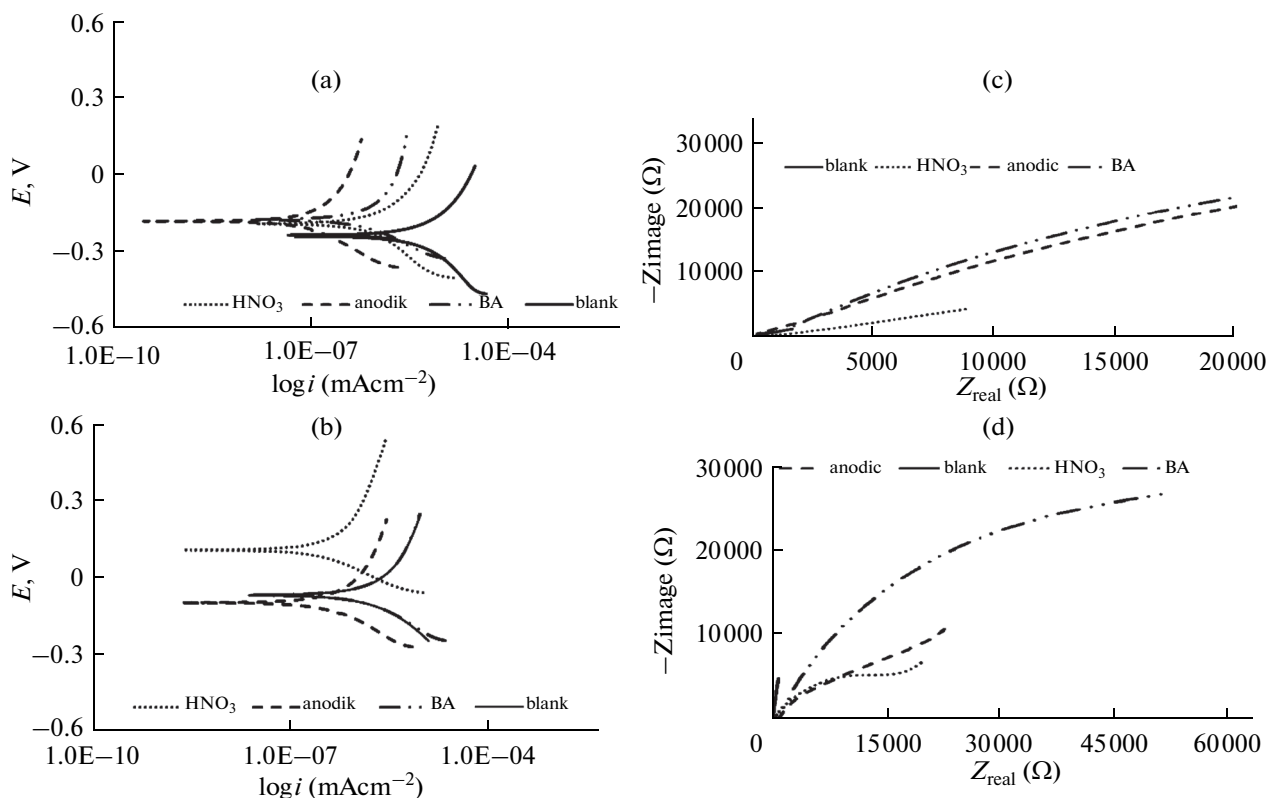 (a)
E, V
0.6
0.3
0
−0.3
−0.6
HNO₃ anodik BA blank
1.0E−10 1.0E−07 1.0E−04
log i (mAcm⁻²)
(c)
−Zimage (Ω)
30000
20000
10000
blank HNO₃ anodic BA
0 5000 10000 15000 20000
Z_real (Ω)
(b)
E, V
0.6
0.3
0
−0.3
−0.6
HNO₃ anodik BA blank
1.0E−10 1.0E−07 1.0E−04
log i (mAcm⁻²)
(d)
−Zimage (Ω)
anodic blank HNO₃ BA
30000
20000
10000
0 15000 30000 45000 60000
Z_real (Ω)